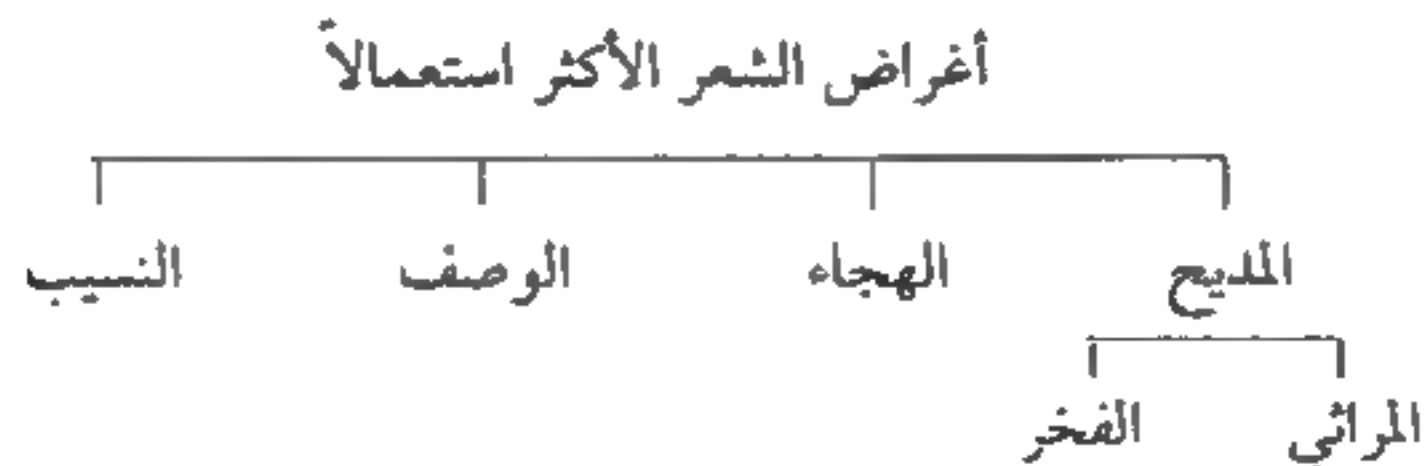 أغراض الشعر الأكثر استعمالاً
المديح الهجاء الوصف النسيب
المراثي الفخر